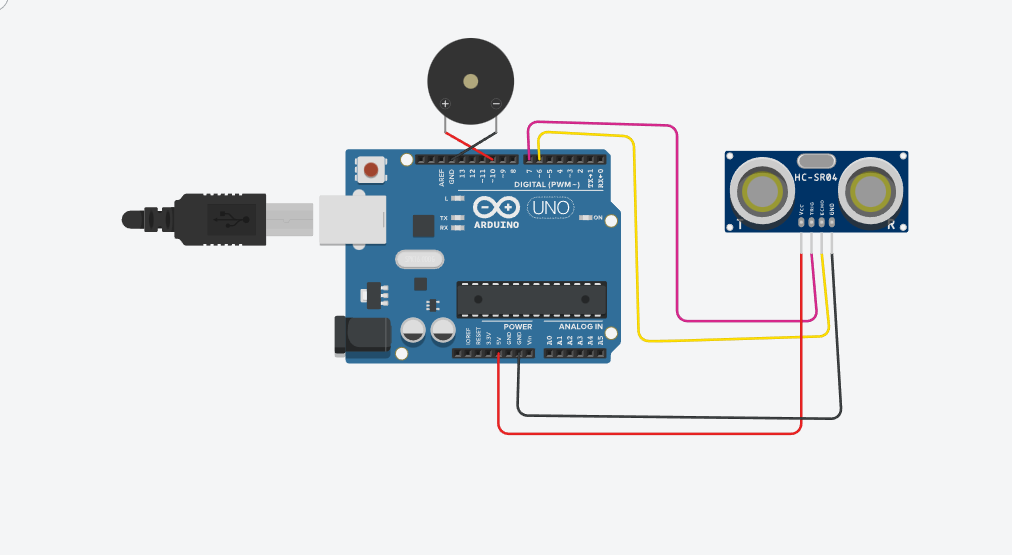 + −
AREF
GND
13
12
~11
~10
~9
8
7
~6
~5
4
~3
2
TX→1
RX←0
DIGITAL (PWM~)
L
TX
RX
UNO
ON
ARDUINO
HC-SR04
Vcc
TRIG
ECHO
GND
T
R
POWER
ANALOG IN
IOREF
RESET
3.3V
5V
GND
GND
Vin
A0
A1
A2
A3
A4
A5